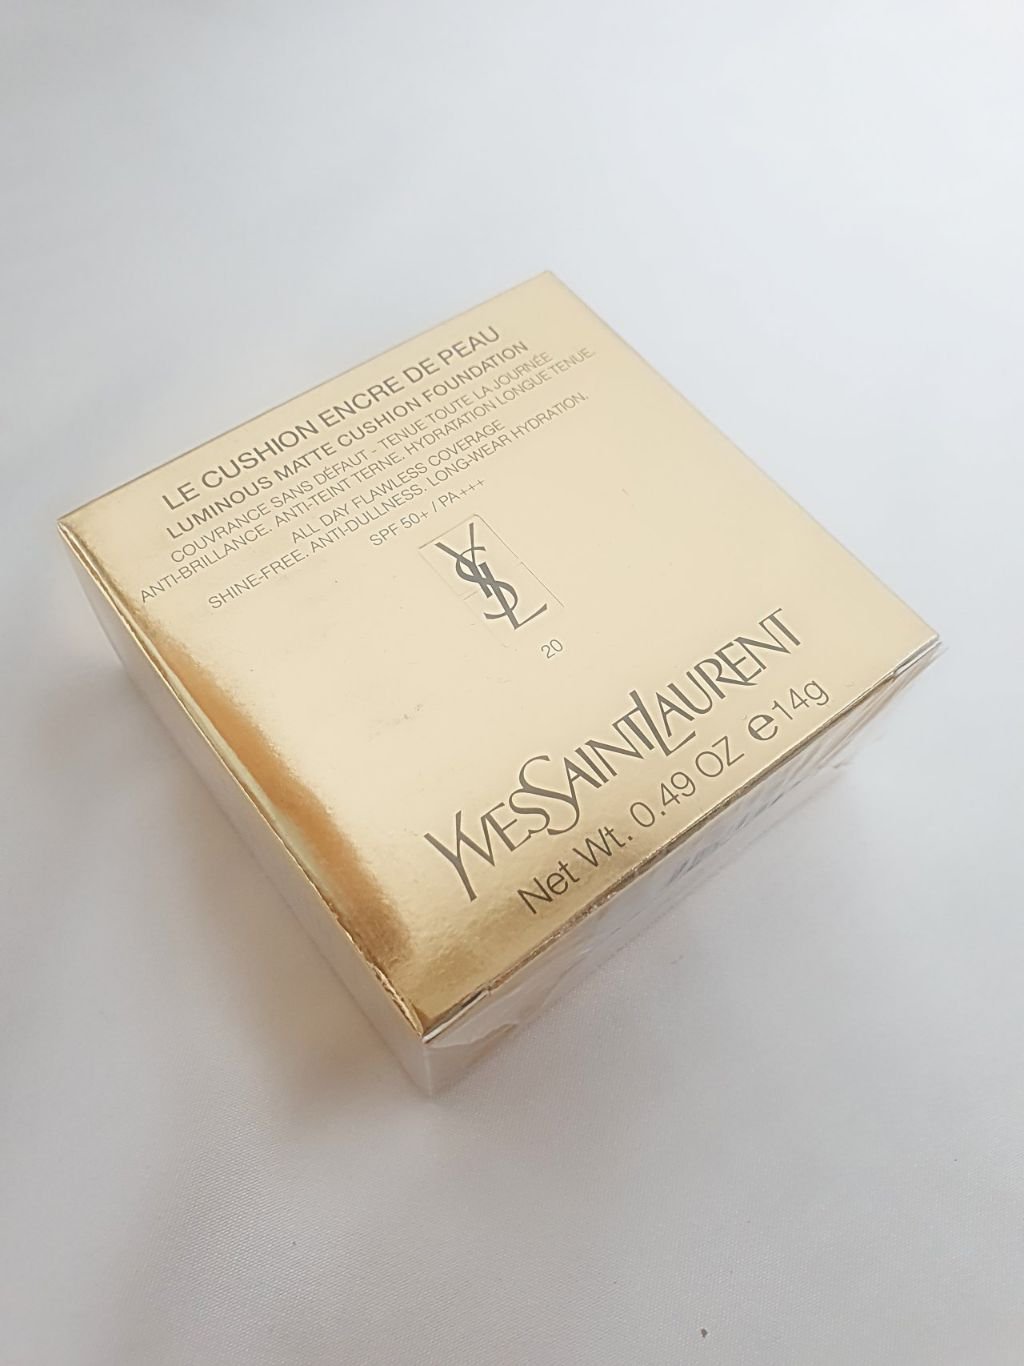 LE CUSHION ENCRE DE PEAU
LUMINOUS MATTE CUSHION FOUNDATION
COUVRANCE SANS DÉFAUT - TENUE TOUTE LA JOURNÉE
ANTI-BRILLANCE. ANTI-TEINT TERNE. HYDRATATION LONGUE TENUE.
ALL DAY FLAWLESS COVERAGE
SHINE-FREE. ANTI-DULLNESS. LONG-WEAR HYDRATION.
SPF 50+ / PA+++
YSL
20
YVESSAINTLAURENT
Net Wt. 0.49 OZ e14g